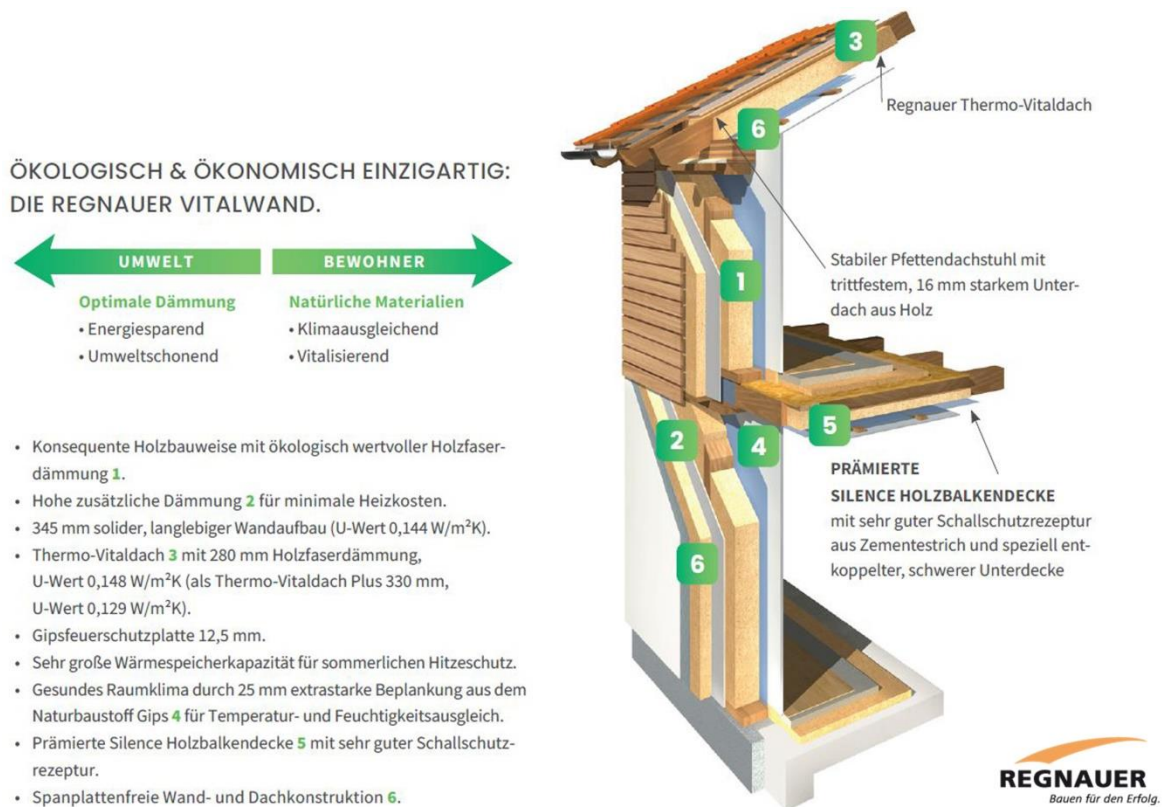 ÖKOLOGISCH & ÖKONOMISCH EINZIGARTIG:
DIE REGNAUER VITALWAND.
UMWELT
BEWOHNER
Optimale Dämmung
• Energiesparend
• Umweltschonend
Natürliche Materialien
• Klimaausgleichend
• Vitalisierend
• Konsequente Holzbauweise mit ökologisch wertvoller Holzfaser-
dämmung 1.
• Hohe zusätzliche Dämmung 2 für minimale Heizkosten.
• 345 mm solider, langlebiger Wandaufbau (U-Wert 0,144 W/m²K).
• Thermo-Vitaldach 3 mit 280 mm Holzfaserdämmung,
U-Wert 0,148 W/m²K (als Thermo-Vitaldach Plus 330 mm,
U-Wert 0,129 W/m²K).
• Gipsfeuerschutzplatte 12,5 mm.
• Sehr große Wärmespeicherkapazität für sommerlichen Hitzeschutz.
• Gesundes Raumklima durch 25 mm extrastarke Beplankung aus dem
Naturbaustoff Gips 4 für Temperatur- und Feuchtigkeitsausgleich.
• Prämierte Silence Holzbalkendecke 5 mit sehr guter Schallschutz-
rezeptur.
• Spanplattenfreie Wand- und Dachkonstruktion 6.
3
Regnauer Thermo-Vitaldach
6
1
Stabiler Pfettendachstuhl mit
trittfestem, 16 mm starkem Unter-
dach aus Holz
5
2
4
6
PRÄMIERTE
SILENCE HOLZBALKENDECKE
mit sehr guter Schallschutzrezeptur
aus Zementestrich und speziell ent-
koppelter, schwerer Unterdecke
REGNAUER
Bauen für den Erfolg.